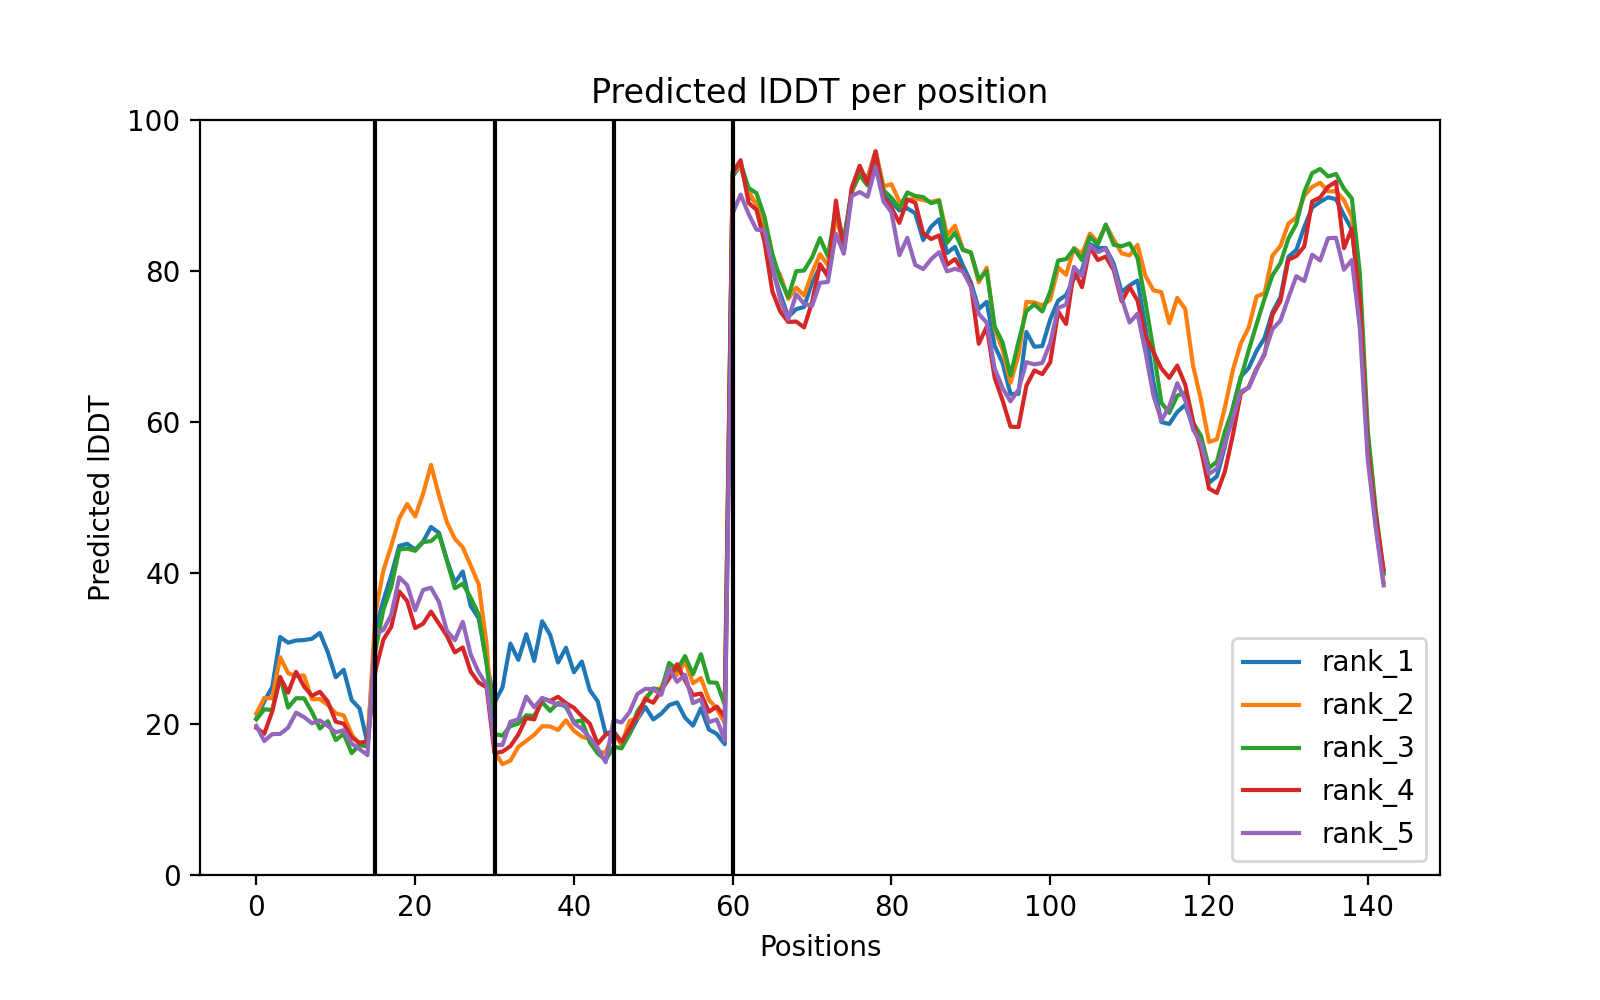 Predicted lDDT per position
Predicted lDDT
100
80
60
40
20
0
0 20 40 60 80 100 120 140
Positions
rank_1
rank_2
rank_3
rank_4
rank_5